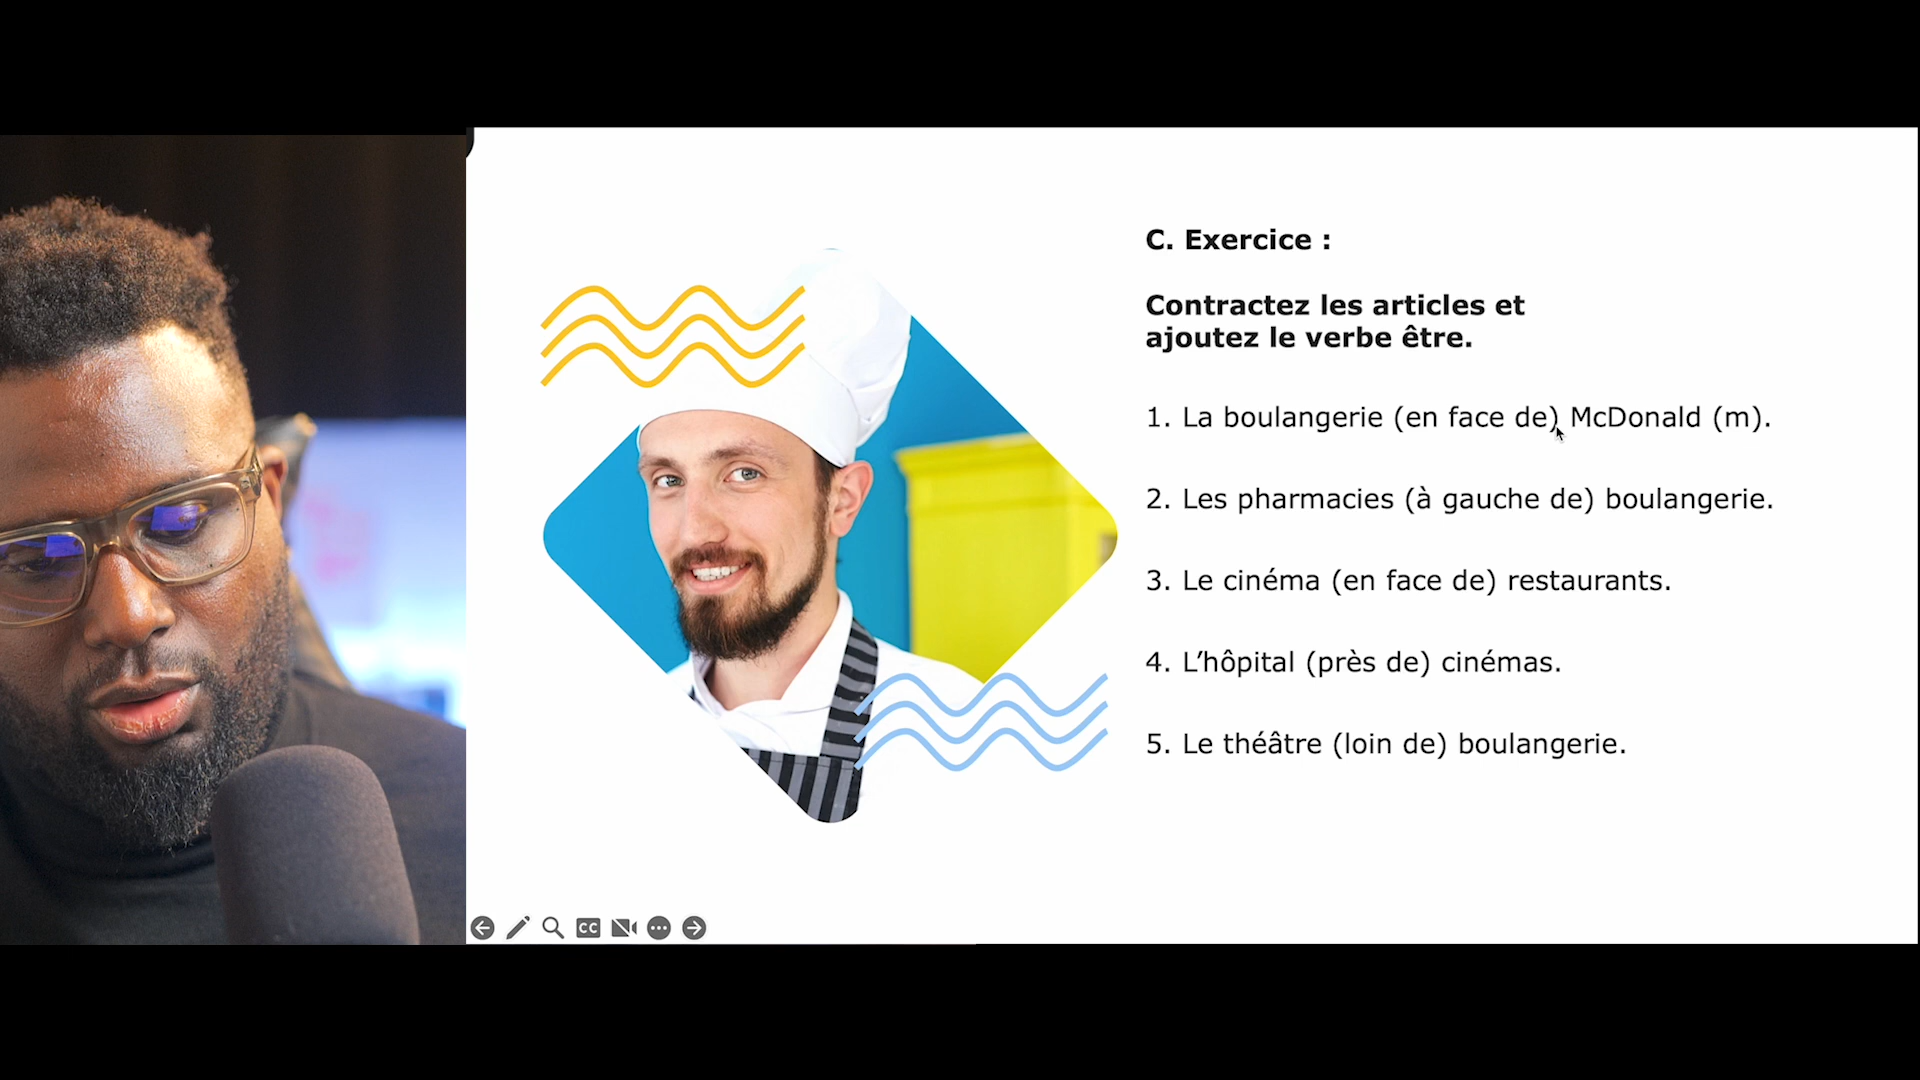 C. Exercice :
Contractez les articles et
ajoutez le verbe être.
1. La boulangerie (en face de) McDonald (m).
2. Les pharmacies (à gauche de) boulangerie.
3. Le cinéma (en face de) restaurants.
4. L’hôpital (près de) cinémas.
5. Le théâtre (loin de) boulangerie.
CC